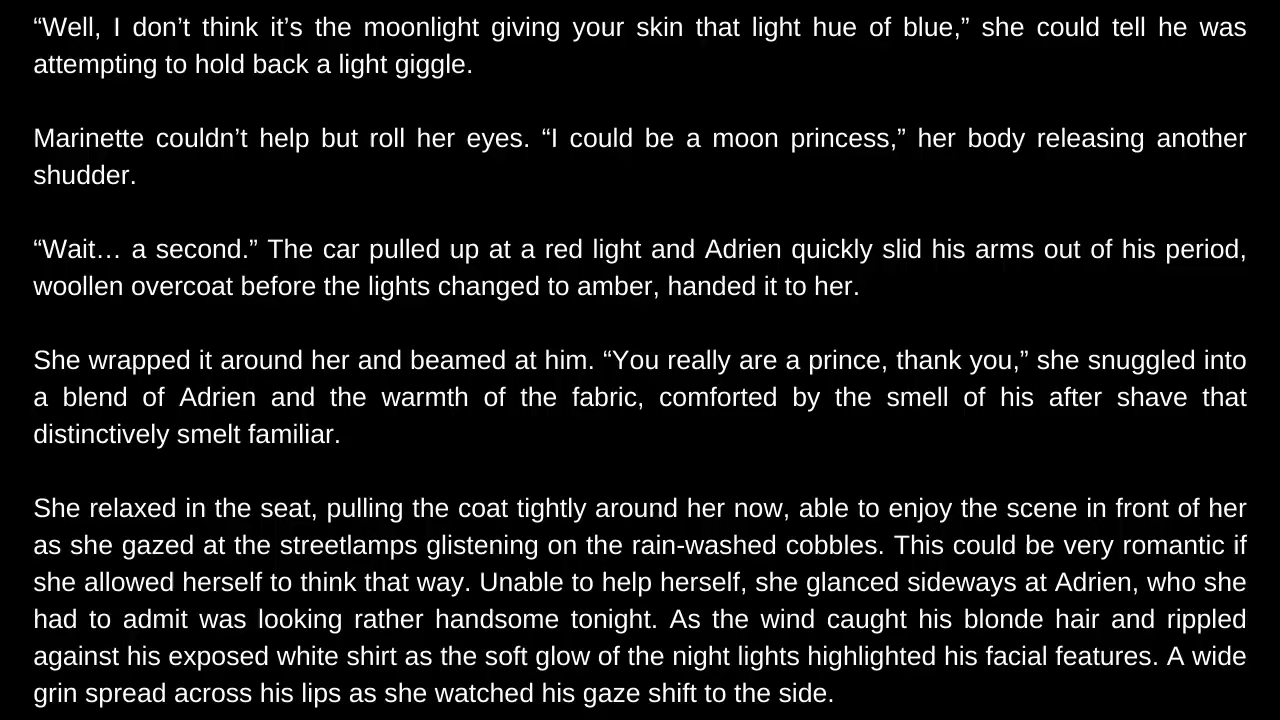 “Well, I don’t think it’s the moonlight giving your skin that light hue of blue,” she could tell he was
attempting to hold back a light giggle.
Marinette couldn’t help but roll her eyes. “I could be a moon princess,” her body releasing another
shudder.
“Wait… a second.” The car pulled up at a red light and Adrien quickly slid his arms out of his period,
woollen overcoat before the lights changed to amber, handed it to her.
She wrapped it around her and beamed at him. “You really are a prince, thank you,” she snuggled into
a blend of Adrien and the warmth of the fabric, comforted by the smell of his after shave that
distinctively smelt familiar.
She relaxed in the seat, pulling the coat tightly around her now, able to enjoy the scene in front of her
as she gazed at the streetlamps glistening on the rain-washed cobbles. This could be very romantic if
she allowed herself to think that way. Unable to help herself, she glanced sideways at Adrien, who she
had to admit was looking rather handsome tonight. As the wind caught his blonde hair and rippled
against his exposed white shirt as the soft glow of the night lights highlighted his facial features. A wide
grin spread across his lips as she watched his gaze shift to the side.